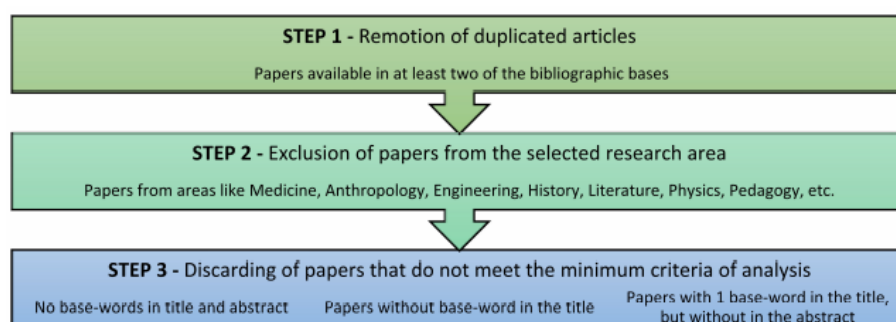 STEP 1 - Remotion of duplicated articles
Papers available in at least two of the bibliographic bases
STEP 2 - Exclusion of papers from the selected research area
Papers from areas like Medicine, Anthropology, Engineering, History, Literature, Physics, Pedagogy, etc.
STEP 3 - Discarding of papers that do not meet the minimum criteria of analysis
No base-words in title and abstract
Papers without base-word in the title
Papers with 1 base-word in the title,
but without in the abstract